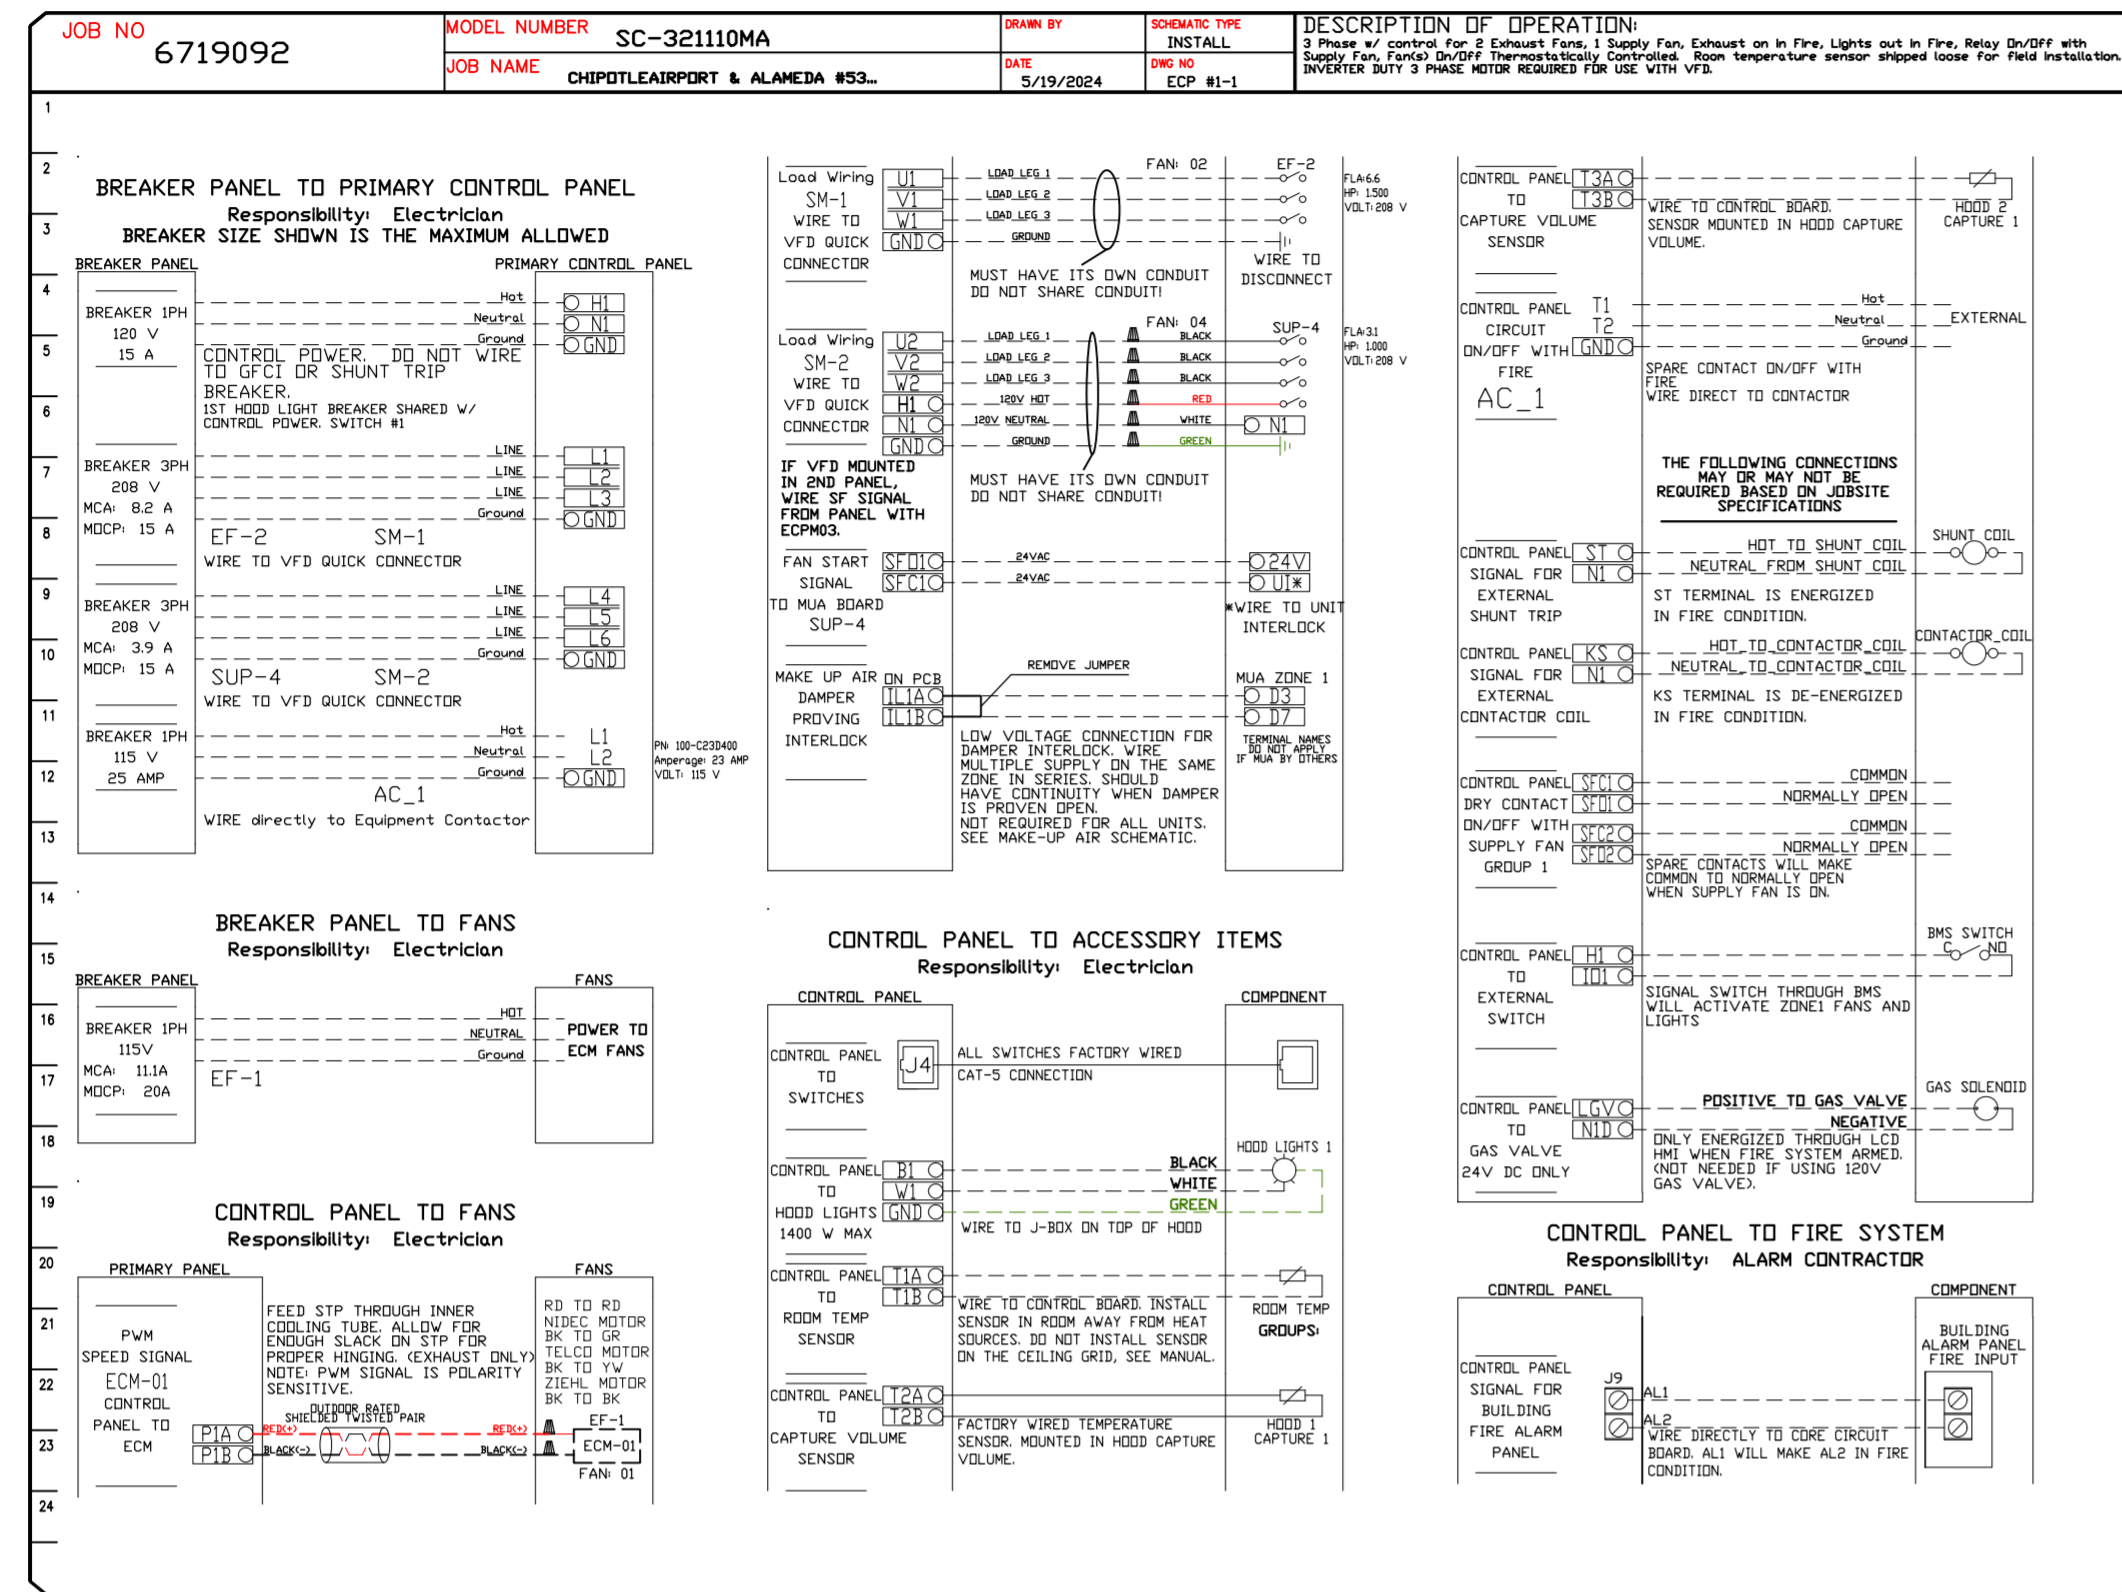 JOB NO
6719092
MODEL NUMBER SC-321110MA
JOB NAME
CHIPOTLEAIRPORT & ALAMEDA #53...
DRAWN BY
DATE
5/19/2024
SCHEMATIC TYPE
INSTALL
DWG NO
ECP #1-1
DESCRIPTION OF OPERATION:
3 Phase w/ control for 2 Exhaust Fans, 1 Supply Fan, Exhaust on in Fire, Lights out in Fire, Relay On/Off with
Supply Fan, Fan(s) On/Off Thermostatically Controlled. Room temperature sensor shipped loose for field installation.
INVERTER DUTY 3 PHASE MOTOR REQUIRED FOR USE WITH VFD.
1
2
3
4
5
6
7
8
9
10
11
12
13
14
15
16
17
18
19
20
21
22
23
24
BREAKER PANEL TO PRIMARY CONTROL PANEL
Responsibility: Electrician
BREAKER SIZE SHOWN IS THE MAXIMUM ALLOWED
BREAKER PANEL
PRIMARY CONTROL PANEL
BREAKER 1PH
120 V
15 A
Hot
H1
Neutral
N1
Ground
GND
CONTROL POWER. DO NOT WIRE
TO GFCI OR SHUNT TRIP
BREAKER.
1ST HOOD LIGHT BREAKER SHARED W/
CONTROL POWER. SWITCH #1
BREAKER 3PH
208 V
MCA: 8.2 A
MOCP: 15 A
LINE
L1
LINE
L2
LINE
L3
Ground
GND
EF-2 SM-1
WIRE TO VFD QUICK CONNECTOR
BREAKER 3PH
208 V
MCA: 3.9 A
MOCP: 15 A
LINE
L4
LINE
L5
LINE
L6
Ground
GND
SUP-4 SM-2
WIRE TO VFD QUICK CONNECTOR
BREAKER 1PH
115 V
25 AMP
Hot
L1
Neutral
L2
Ground
GND
PN: 100-C23D400
Amperage: 23 AMP
VOLT: 115 V
AC_1
WIRE directly to Equipment Contactor
BREAKER PANEL TO FANS
Responsibility: Electrician
BREAKER PANEL
FANS
BREAKER 1PH
115V
MCA: 11.1A
MOCP: 20A
HOT
NEUTRAL
Ground
POWER TO
ECM FANS
EF-1
CONTROL PANEL TO FANS
Responsibility: Electrician
PRIMARY PANEL
FANS
PWM
SPEED SIGNAL
ECM-01
CONTROL
PANEL TO
ECM
FEED STP THROUGH INNER
COOLING TUBE. ALLOW FOR
ENOUGH SLACK ON STP FOR
PROPER HINGING. (EXHAUST ONLY)
NOTE: PWM SIGNAL IS POLARITY
SENSITIVE.
RD TO RD
NIDEC MOTOR
BK TO GR
TELCO MOTOR
BK TO YW
ZIEHL MOTOR
BK TO BK
OUTDOOR RATED
SHIELDED TWISTED PAIR
P1A
RED(+)
RED(+)
P1B
BLACK(-)
BLACK(-)
EF-1
ECM-01
FAN: 01
Load Wiring
SM-1
WIRE TO
VFD QUICK
CONNECTOR
U1
V1
W1
GND
LOAD LEG 1
LOAD LEG 2
LOAD LEG 3
GROUND
FAN: 02
EF-2
FLA:6.6
HP: 1.500
VOLT: 208 V
WIRE TO
DISCONNECT
MUST HAVE ITS OWN CONDUIT
DO NOT SHARE CONDUIT!
Load Wiring
SM-2
WIRE TO
VFD QUICK
CONNECTOR
U2
V2
W2
H1
N1
GND
LOAD LEG 1
LOAD LEG 2
LOAD LEG 3
120V HOT
120V NEUTRAL
GROUND
FAN: 04
BLACK
BLACK
BLACK
RED
WHITE
GREEN
SUP-4
N1
FLA:3.1
HP: 1.000
VOLT: 208 V
IF VFD MOUNTED
IN 2ND PANEL,
WIRE SF SIGNAL
FROM PANEL WITH
ECPM03.
MUST HAVE ITS OWN CONDUIT
DO NOT SHARE CONDUIT!
FAN START
SIGNAL
TO MUA BOARD
SUP-4
SFO1
SFC1
24VAC
24VAC
24V
UI*
*WIRE TO UNIT
INTERLOCK
MAKE UP AIR
DAMPER
PROVING
INTERLOCK
ON PCB
IL1A
IL1B
REMOVE JUMPER
MUA ZONE 1
D3
D7
LOW VOLTAGE CONNECTION FOR
DAMPER INTERLOCK. WIRE
MULTIPLE SUPPLY ON THE SAME
ZONE IN SERIES. SHOULD
HAVE CONTINUITY WHEN DAMPER
IS PROVEN OPEN.
NOT REQUIRED FOR ALL UNITS.
SEE MAKE-UP AIR SCHEMATIC.
TERMINAL NAMES
DO NOT APPLY
IF MUA BY OTHERS
CONTROL PANEL TO ACCESSORY ITEMS
Responsibility: Electrician
CONTROL PANEL
COMPONENT
CONTROL PANEL
TO
SWITCHES
J4
ALL SWITCHES FACTORY WIRED
CAT-5 CONNECTION
CONTROL PANEL
TO
HOOD LIGHTS
1400 W MAX
B1
W1
GND
BLACK
WHITE
GREEN
HOOD LIGHTS 1
WIRE TO J-BOX ON TOP OF HOOD
CONTROL PANEL
TO
ROOM TEMP
SENSOR
T1A
T1B
WIRE TO CONTROL BOARD. INSTALL
SENSOR IN ROOM AWAY FROM HEAT
SOURCES. DO NOT INSTALL SENSOR
ON THE CEILING GRID, SEE MANUAL.
ROOM TEMP
GROUPS:
CONTROL PANEL
TO
CAPTURE VOLUME
SENSOR
T2A
T2B
FACTORY WIRED TEMPERATURE
SENSOR. MOUNTED IN HOOD CAPTURE
VOLUME.
HOOD 1
CAPTURE 1
CONTROL PANEL
TO
CAPTURE VOLUME
SENSOR
T3A
T3B
WIRE TO CONTROL BOARD.
SENSOR MOUNTED IN HOOD CAPTURE
VOLUME.
HOOD 2
CAPTURE 1
CONTROL PANEL
CIRCUIT
ON/OFF WITH
FIRE
AC_1
T1
T2
GND
Hot
Neutral
Ground
EXTERNAL
SPARE CONTACT ON/OFF WITH
FIRE
WIRE DIRECT TO CONTACTOR
THE FOLLOWING CONNECTIONS
MAY OR MAY NOT BE
REQUIRED BASED ON JOBSITE
SPECIFICATIONS
CONTROL PANEL
SIGNAL FOR
EXTERNAL
SHUNT TRIP
ST
N1
HOT TO SHUNT COIL
NEUTRAL FROM SHUNT COIL
SHUNT COIL
ST TERMINAL IS ENERGIZED
IN FIRE CONDITION.
CONTROL PANEL
SIGNAL FOR
EXTERNAL
CONTACTOR COIL
KS
N1
HOT TO CONTACTOR COIL
NEUTRAL TO CONTACTOR COIL
CONTACTOR COIL
KS TERMINAL IS DE-ENERGIZED
IN FIRE CONDITION.
CONTROL PANEL
DRY CONTACT
ON/OFF WITH
SUPPLY FAN
GROUP 1
SFC1
SFO1
SFC2
SFO2
COMMON
NORMALLY OPEN
COMMON
NORMALLY OPEN
SPARE CONTACTS WILL MAKE
COMMON TO NORMALLY OPEN
WHEN SUPPLY FAN IS ON.
CONTROL PANEL
TO
EXTERNAL
SWITCH
H1
IO1
BMS SWITCH
C NO
SIGNAL SWITCH THROUGH BMS
WILL ACTIVATE ZONE1 FANS AND
LIGHTS
CONTROL PANEL
TO
GAS VALVE
24V DC ONLY
LGV
N1D
POSITIVE TO GAS VALVE
NEGATIVE
GAS SOLENOID
ONLY ENERGIZED THROUGH LCD
HMI WHEN FIRE SYSTEM ARMED.
(NOT NEEDED IF USING 120V
GAS VALVE).
CONTROL PANEL TO FIRE SYSTEM
Responsibility: ALARM CONTRACTOR
CONTROL PANEL
COMPONENT
CONTROL PANEL
SIGNAL FOR
BUILDING
FIRE ALARM
PANEL
J9
AL1
AL2
BUILDING
ALARM PANEL
FIRE INPUT
WIRE DIRECTLY TO CORE CIRCUIT
BOARD. AL1 WILL MAKE AL2 IN FIRE
CONDITION.